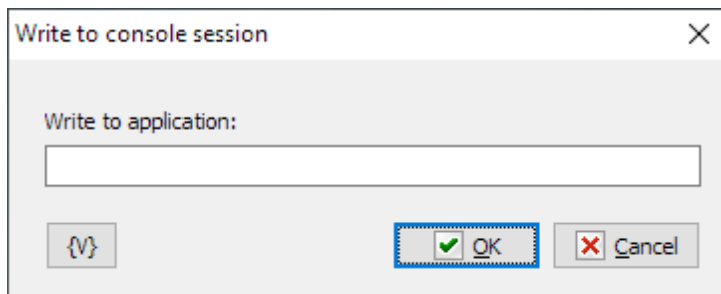 Write to console session
Write to application:
{V}
OK
Cancel